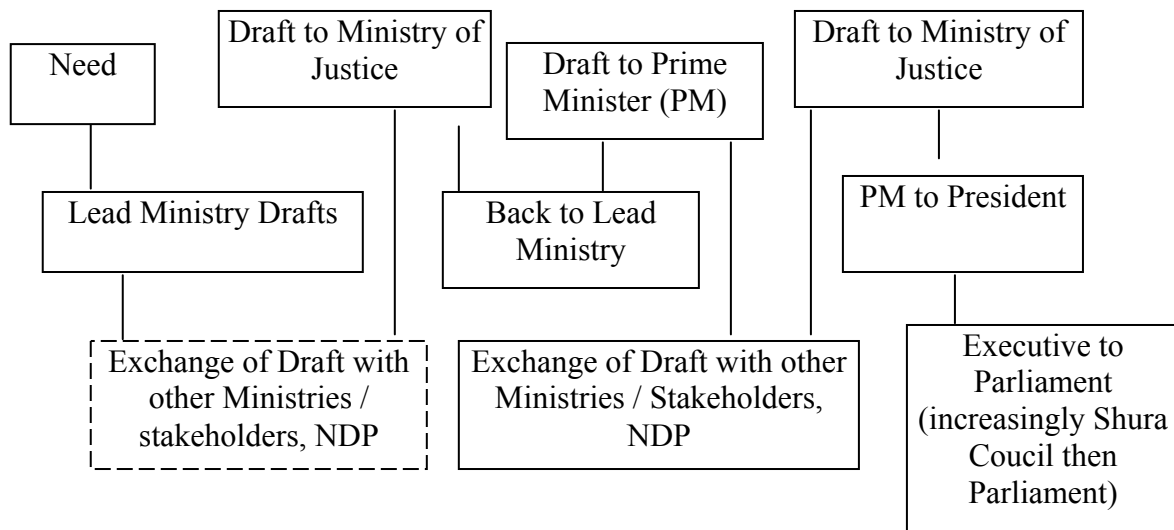 Need
Lead Ministry Drafts
Exchange of Draft with
other Ministries /
stakeholders, NDP
Draft to Ministry of
Justice
Back to Lead
Ministry
Draft to Prime
Minister (PM)
Exchange of Draft with other
Ministries / Stakeholders,
NDP
Draft to Ministry of
Justice
PM to President
Executive to
Parliament
(increasingly Shura
Coucil then
Parliament)